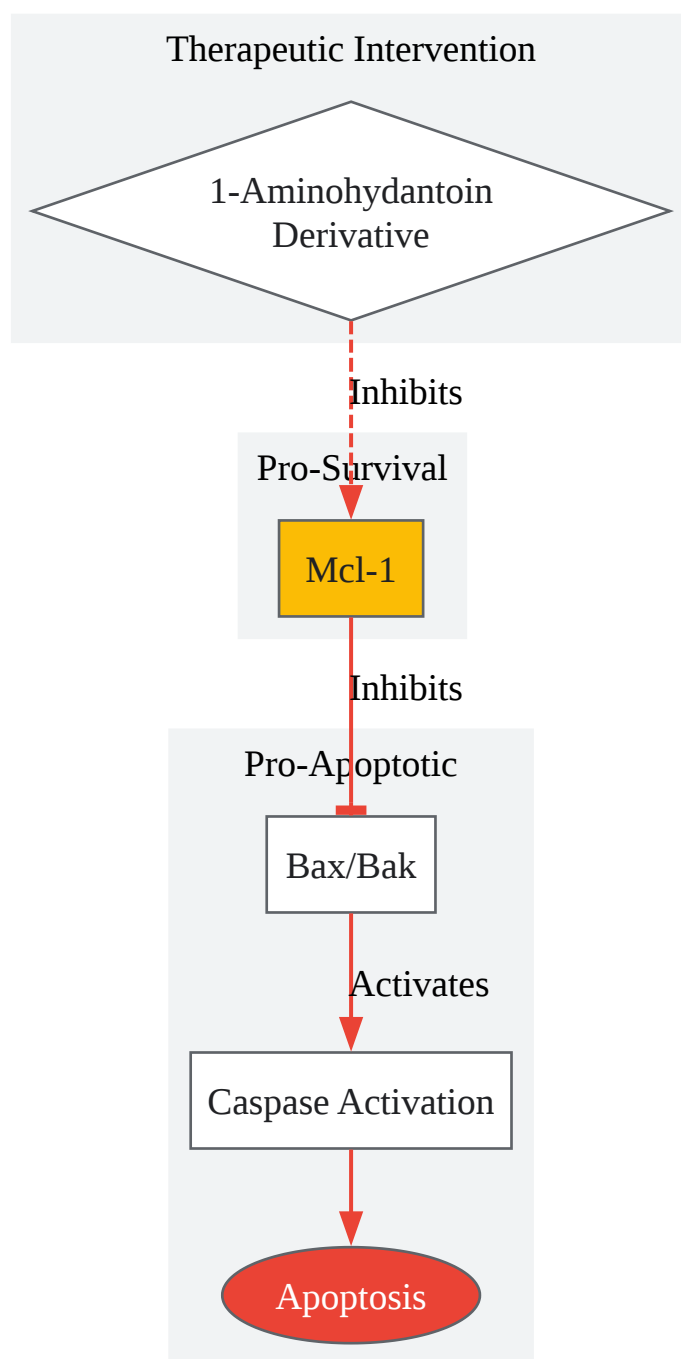 Therapeutic Intervention
1-Aminohydantoin
Derivative
Inhibits
Pro-Survival
Mcl-1
Inhibits
Pro-Apoptotic
Bax/Bak
Activates
Caspase Activation
Apoptosis